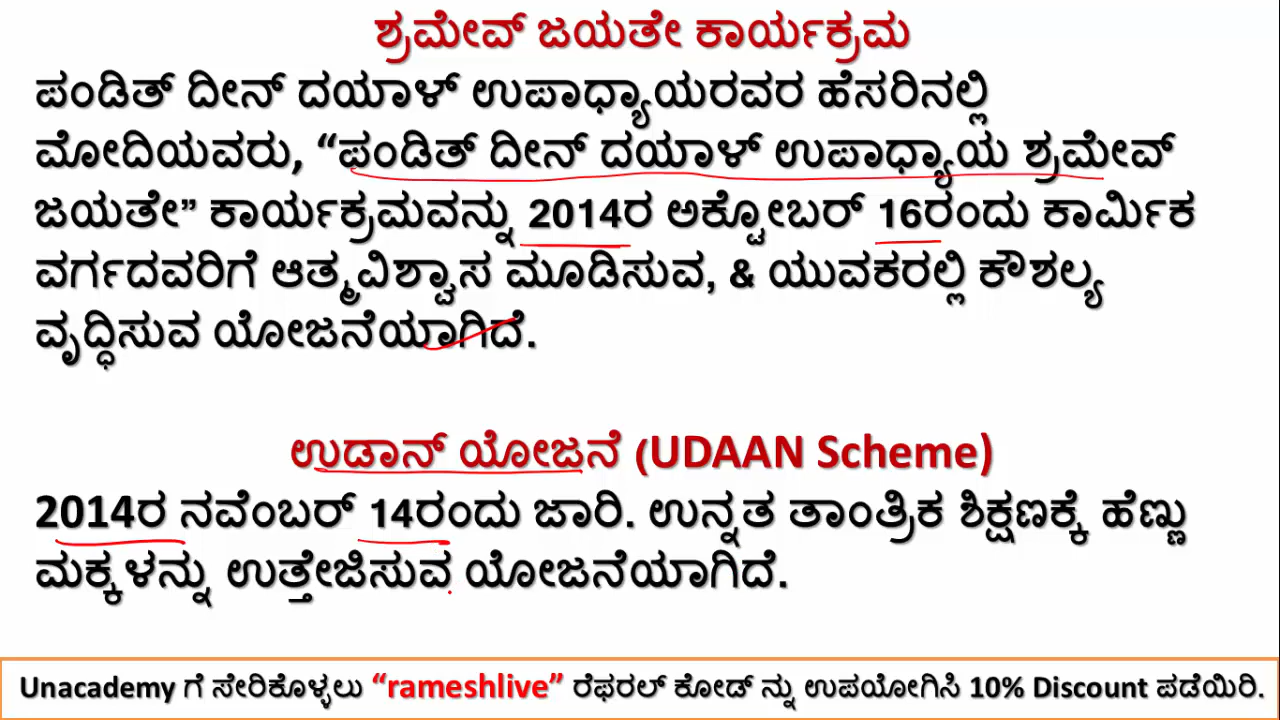 ಶ್ರಮೇವ್ ಜಯತೇ ಕಾರ್ಯಕ್ರಮ
ಪಂಡಿತ್ ದೀನ್ ದಯಾಳ್ ಉಪಾಧ್ಯಾಯರವರ ಹೆಸರಿನಲ್ಲಿ
ಮೋದಿಯವರು, “ಪಂಡಿತ್ ದೀನ್ ದಯಾಳ್ ಉಪಾಧ್ಯಾಯ ಶ್ರಮೇವ್
ಜಯತೇ” ಕಾರ್ಯಕ್ರಮವನ್ನು 2014ರ ಅಕ್ಟೋಬರ್ 16ರಂದು ಕಾರ್ಮಿಕ
ವರ್ಗದವರಿಗೆ ಆತ್ಮವಿಶ್ವಾಸ ಮೂಡಿಸುವ, & ಯುವಕರಲ್ಲಿ ಕೌಶಲ್ಯ
ವೃದ್ಧಿಸುವ ಯೋಜನೆಯಾಗಿದೆ.
ಉಡಾನ್ ಯೋಜನೆ (UDAAN Scheme)
2014ರ ನವೆಂಬರ್ 14ರಂದು ಜಾರಿ. ಉನ್ನತ ತಾಂತ್ರಿಕ ಶಿಕ್ಷಣಕ್ಕೆ ಹೆಣ್ಣು
ಮಕ್ಕಳನ್ನು ಉತ್ತೇಜಿಸುವ ಯೋಜನೆಯಾಗಿದೆ.
Unacademy ಗೆ ಸೇರಿಕೊಳ್ಳಲು “rameshlive” ರೆಫರಲ್ ಕೋಡ್ ನ್ನು ಉಪಯೋಗಿಸಿ 10% Discount ಪಡೆಯಿರಿ.